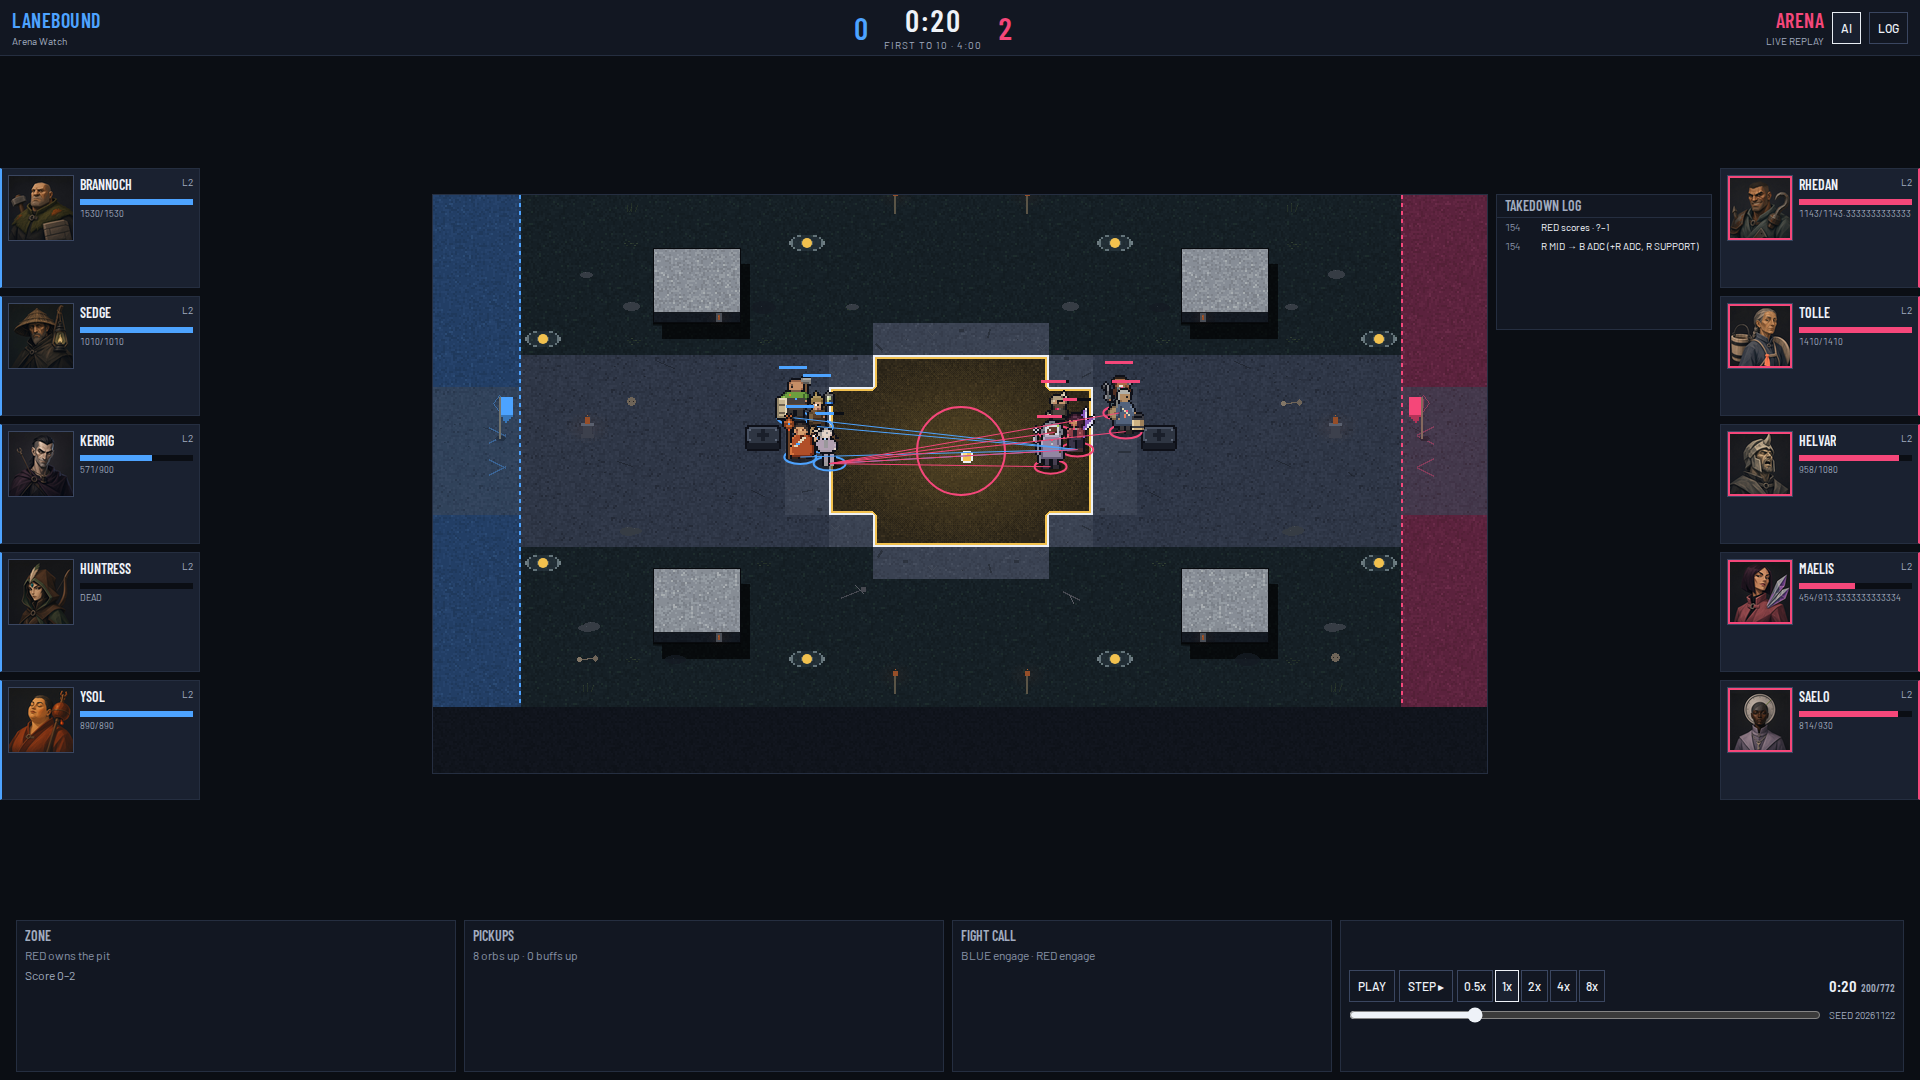 LANEBOUND
Arena Watch
0
0:20
2
FIRST TO 10 · 4:00
ARENA
LIVE REPLAY
AI
LOG
BRANNOCH
L2
1530/1530
SEDGE
L2
1010/1010
KERRIG
L2
571/900
HUNTRESS
L2
DEAD
YSOL
L2
890/890
TAKEDOWN LOG
154 RED scores · ?–1
154 R MID → B ADC (+R ADC, R SUPPORT)
RHEDAN
L2
1143/1143.3333333333333
TOLLE
L2
1410/1410
HELVAR
L2
958/1080
MAELIS
L2
454/913.3333333333334
SAELO
L2
814/930
ZONE
RED owns the pit
Score 0–2
PICKUPS
8 orbs up · 0 buffs up
FIGHT CALL
BLUE engage · RED engage
PLAY
STEP ▸
0.5x
1x
2x
4x
8x
0:20 200/772
SEED 20261122